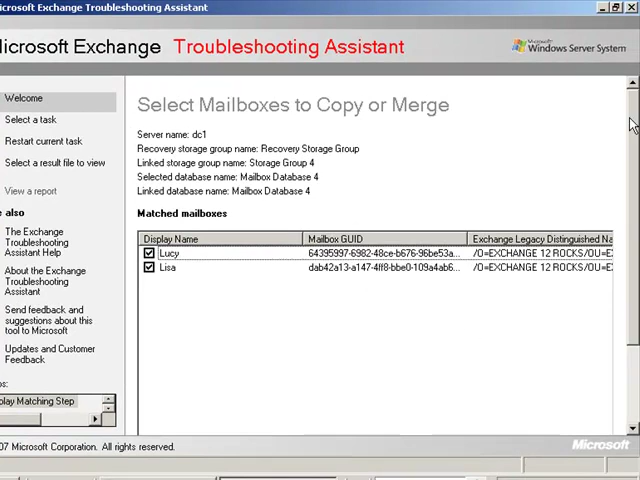 Microsoft Exchange Troubleshooting Assistant
icrosoft Exchange Troubleshooting Assistant
Microsoft
Windows Server System
Welcome
Select a task
Restart current task
Select a result file to view
View a report
e also
The Exchange
Troubleshooting
Assistant Help
About the Exchange
Troubleshooting
Assistant
Send feedback and
suggestions about this
tool to Microsoft
Updates and Customer
Feedback
os:
play Matching Step
Select Mailboxes to Copy or Merge
Server name: dc1
Recovery storage group name: Recovery Storage Group
Linked storage group name: Storage Group 4
Selected database name: Mailbox Database 4
Linked database name: Mailbox Database 4
Matched mailboxes
Display Name Mailbox GUID Exchange Legacy Distinguished Na
Lucy 64395997-6982-48ce-b676-96be53a... /O=EXCHANGE 12 ROCKS/OU=E
Lisa dab42a13-a147-4ff8-bbe0-109a4ab6... /O=EXCHANGE 12 ROCKS/OU=E
07 Microsoft Corporation. All rights reserved.
Microsoft